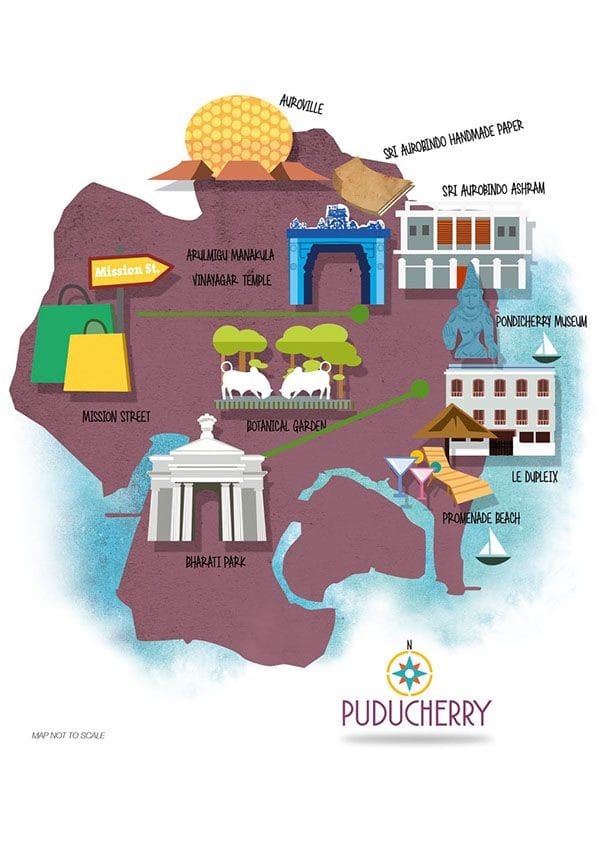 AUROVILLE
SRI AUROBINDO HANDMADE PAPER
SRI AUROBINDO ASHRAM
ARULMIGU MANAKULA
VINAYAGAR TEMPLE
Mission St.
PONDICHERRY MUSEUM
MISSION STREET
BOTANICAL GARDEN
LE DUPLEIX
PROMENADE BEACH
BHARATI PARK
N
PUDUCHERRY
MAP NOT TO SCALE